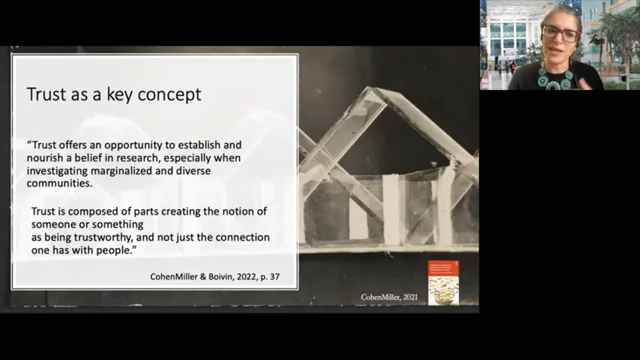 Trust as a key concept
"Trust offers an opportunity to establish and
nourish a belief in research, especially when
investigating marginalized and diverse
communities.
Trust is composed of parts creating the notion of
someone or something
as being trustworthy, and not just the connection
one has with people."
CohenMiller & Boivin, 2022, p. 37
CohenMiller, 2021